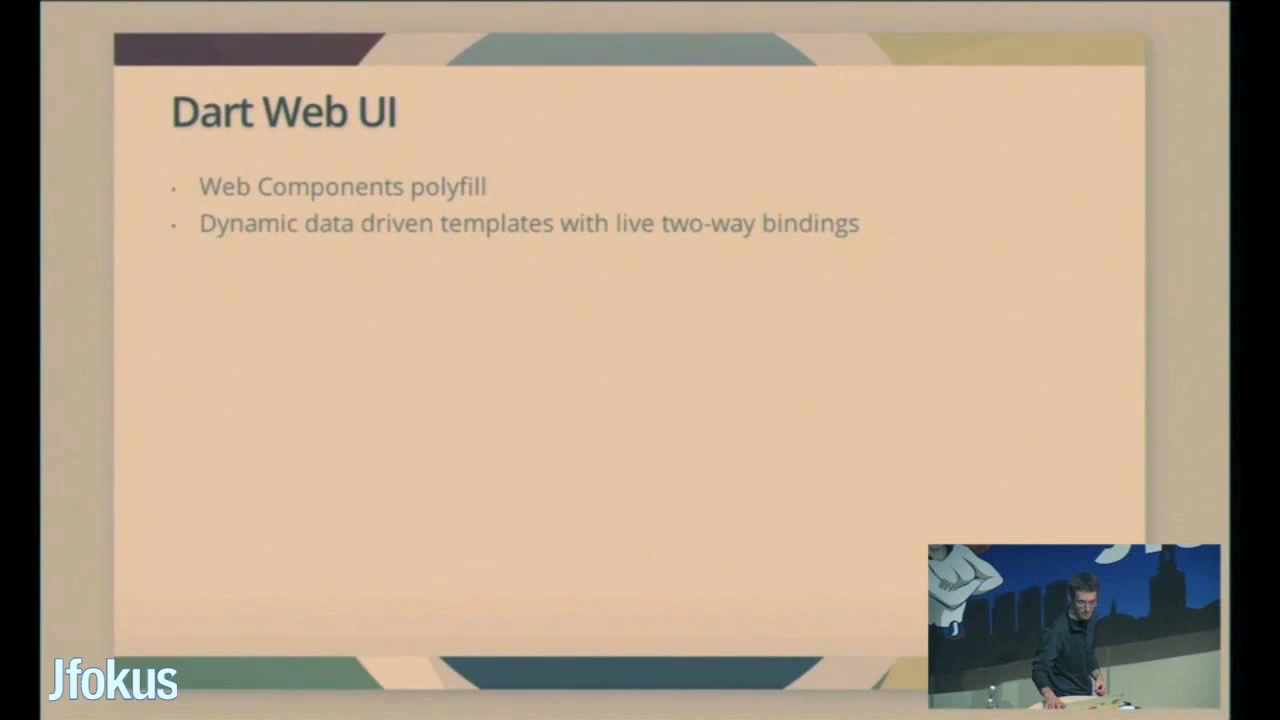 Dart Web UI
· Web Components polyfill
· Dynamic data driven templates with live two-way bindings
Jfokus